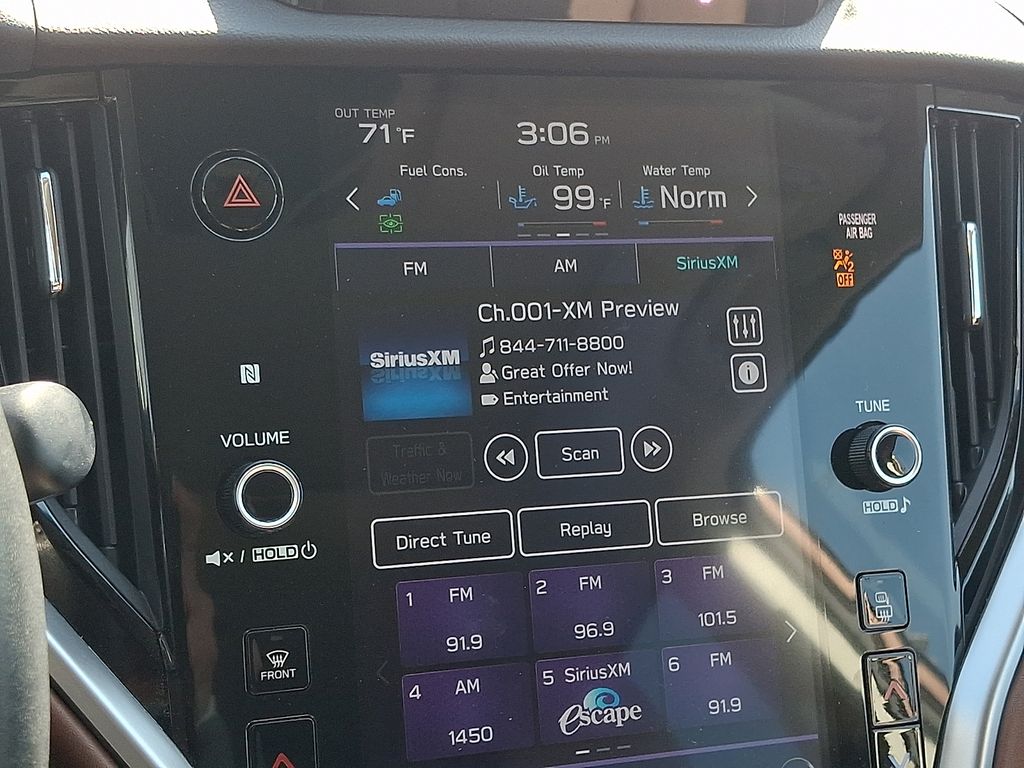 OUT TEMP
71°F
3:06 PM
Fuel Cons.
Oil Temp
99°F
Water Temp
Norm
PASSENGER
AIR BAG
2
OFF
FM
AM
SiriusXM
Ch.001-XM Preview
SiriusXM
844-711-8800
Great Offer Now!
Entertainment
i
N
VOLUME
TUNE
Traffic &
Weather Now
Scan
HOLD
/ HOLD
Direct Tune
Replay
Browse
1 FM
91.9
2 FM
96.9
3 FM
101.5
FRONT
4 AM
1450
5 SiriusXM
escape
6 FM
91.9